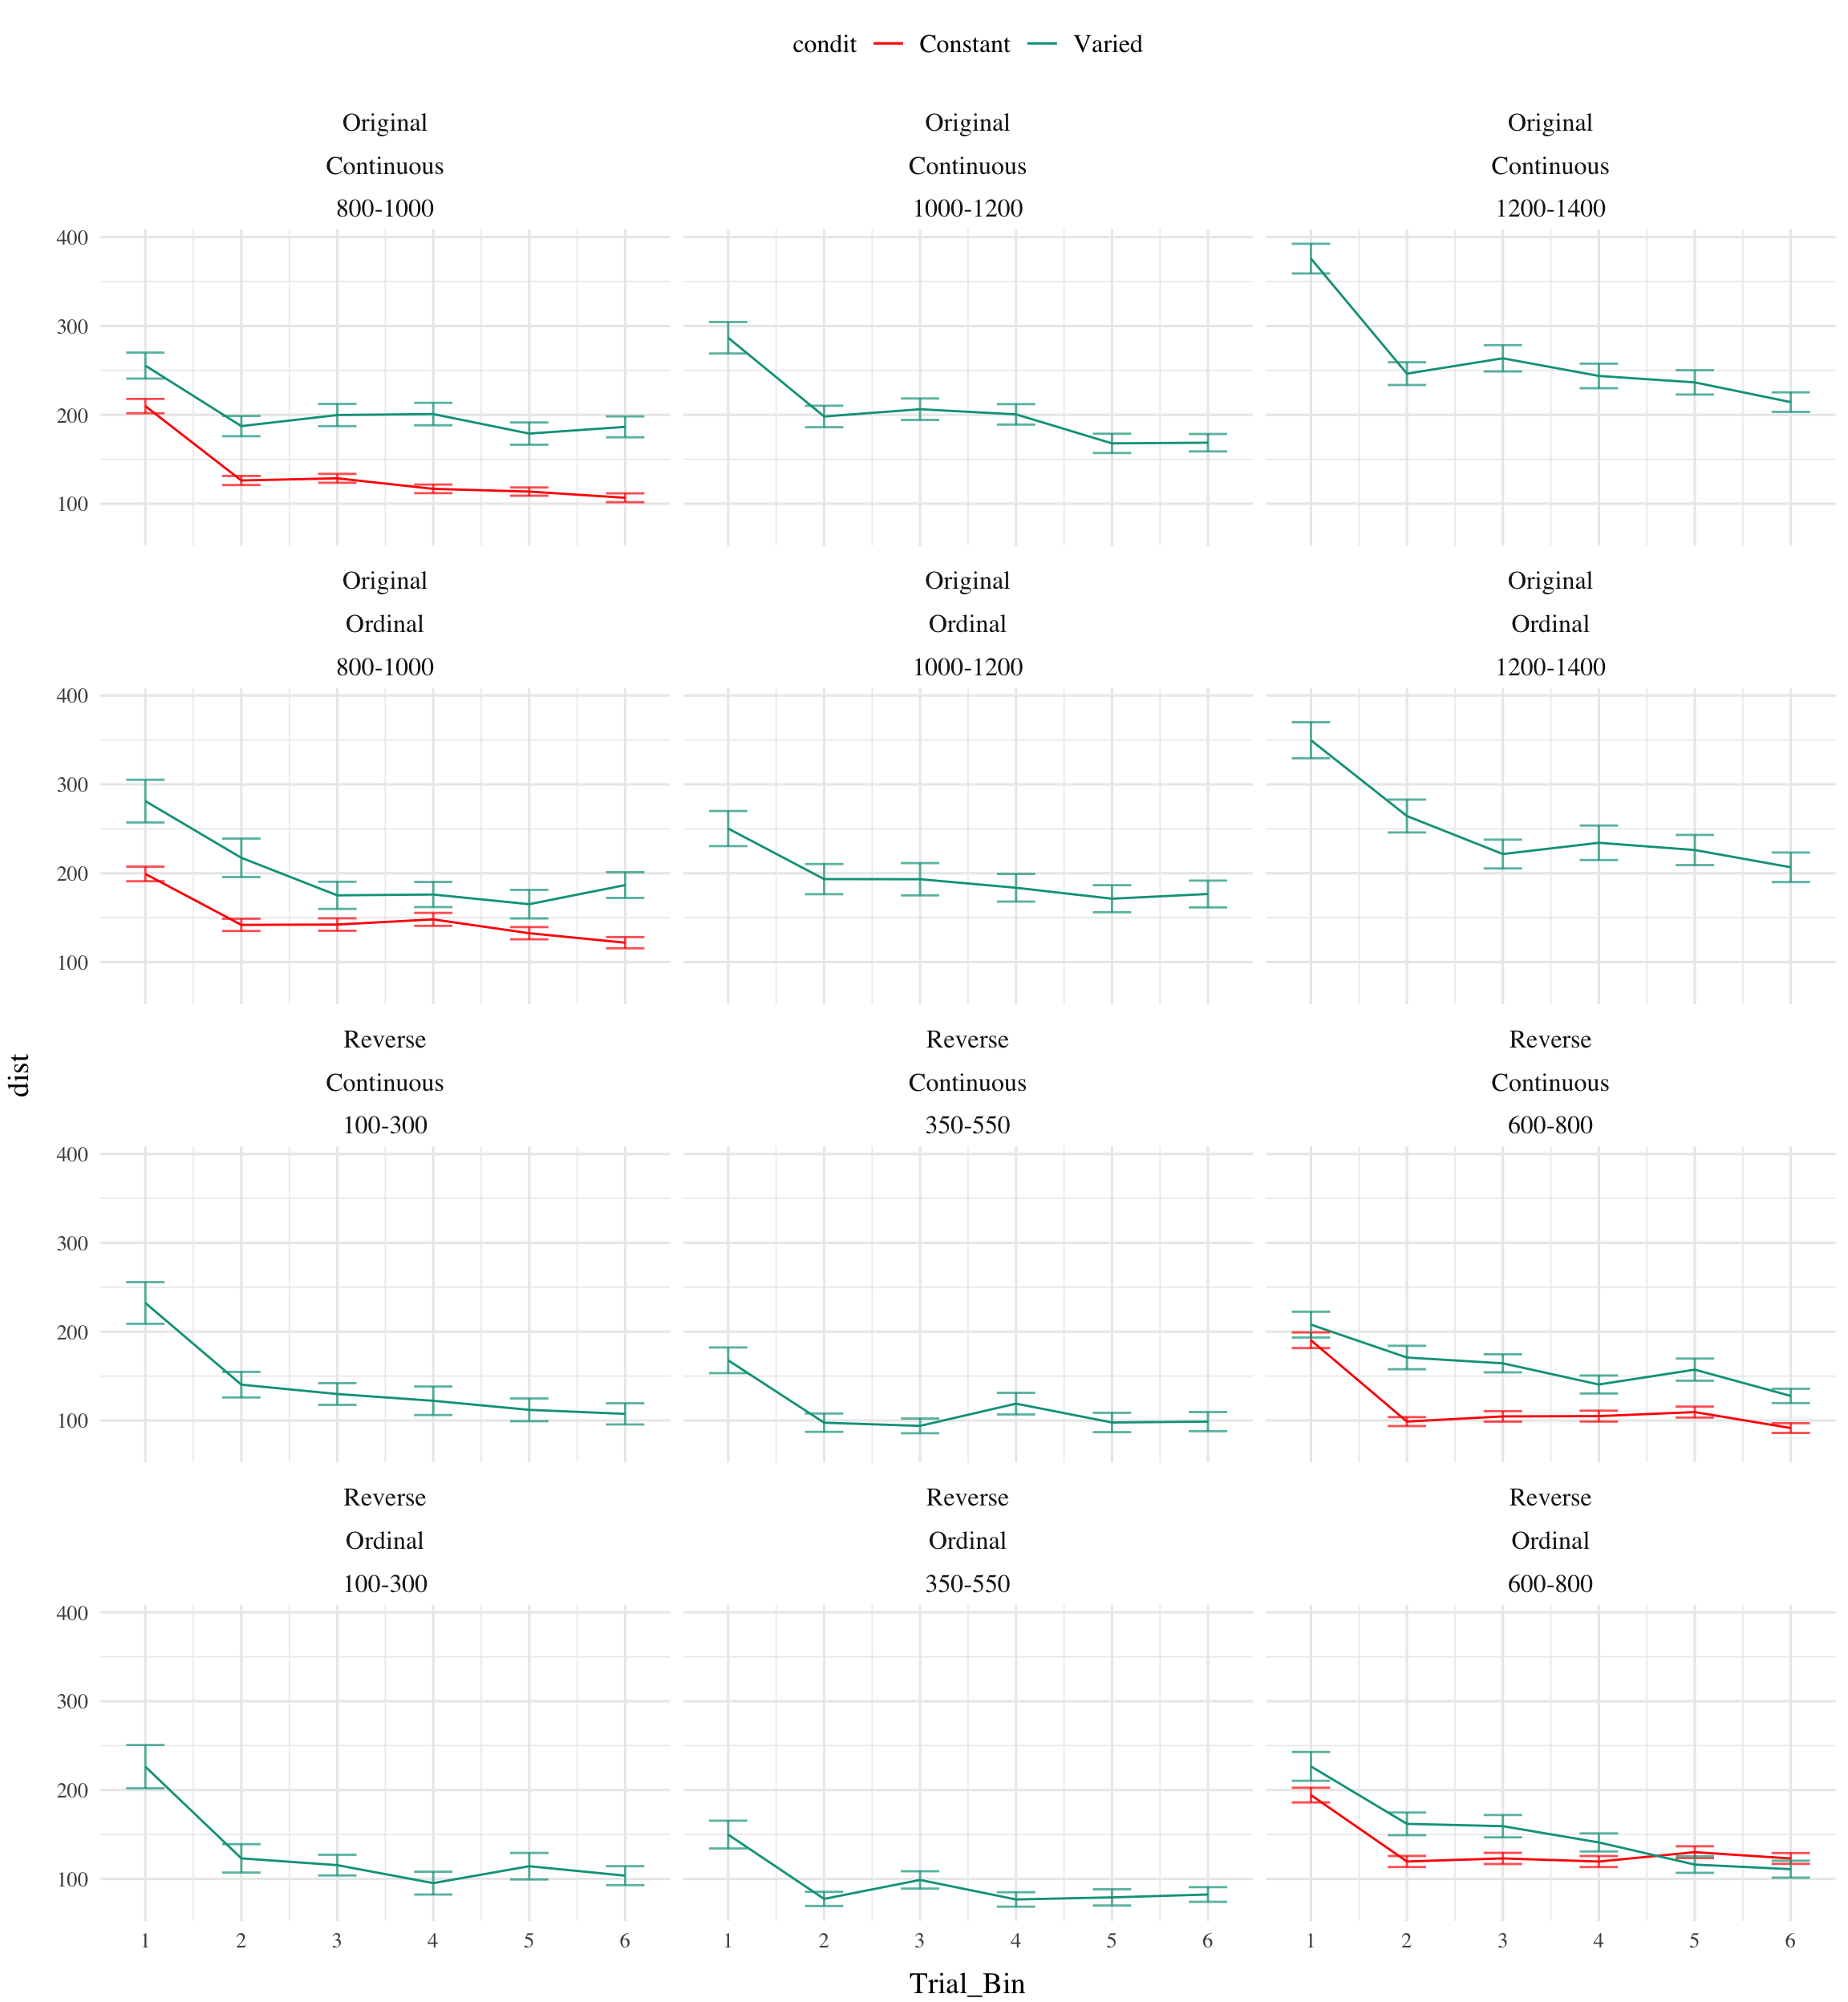 condit Constant Varied
Original Original Original
Continuous Continuous Continuous
800-1000 1000-1200 1200-1400
400
300
200
100
Original Original Original
Ordinal Ordinal Ordinal
800-1000 1000-1200 1200-1400
400
300
200
100
dist
Reverse Reverse Reverse
Continuous Continuous Continuous
100-300 350-550 600-800
400
300
200
100
Reverse Reverse Reverse
Ordinal Ordinal Ordinal
100-300 350-550 600-800
400
300
200
100
1 2 3 4 5 6 1 2 3 4 5 6 1 2 3 4 5 6
Trial_Bin